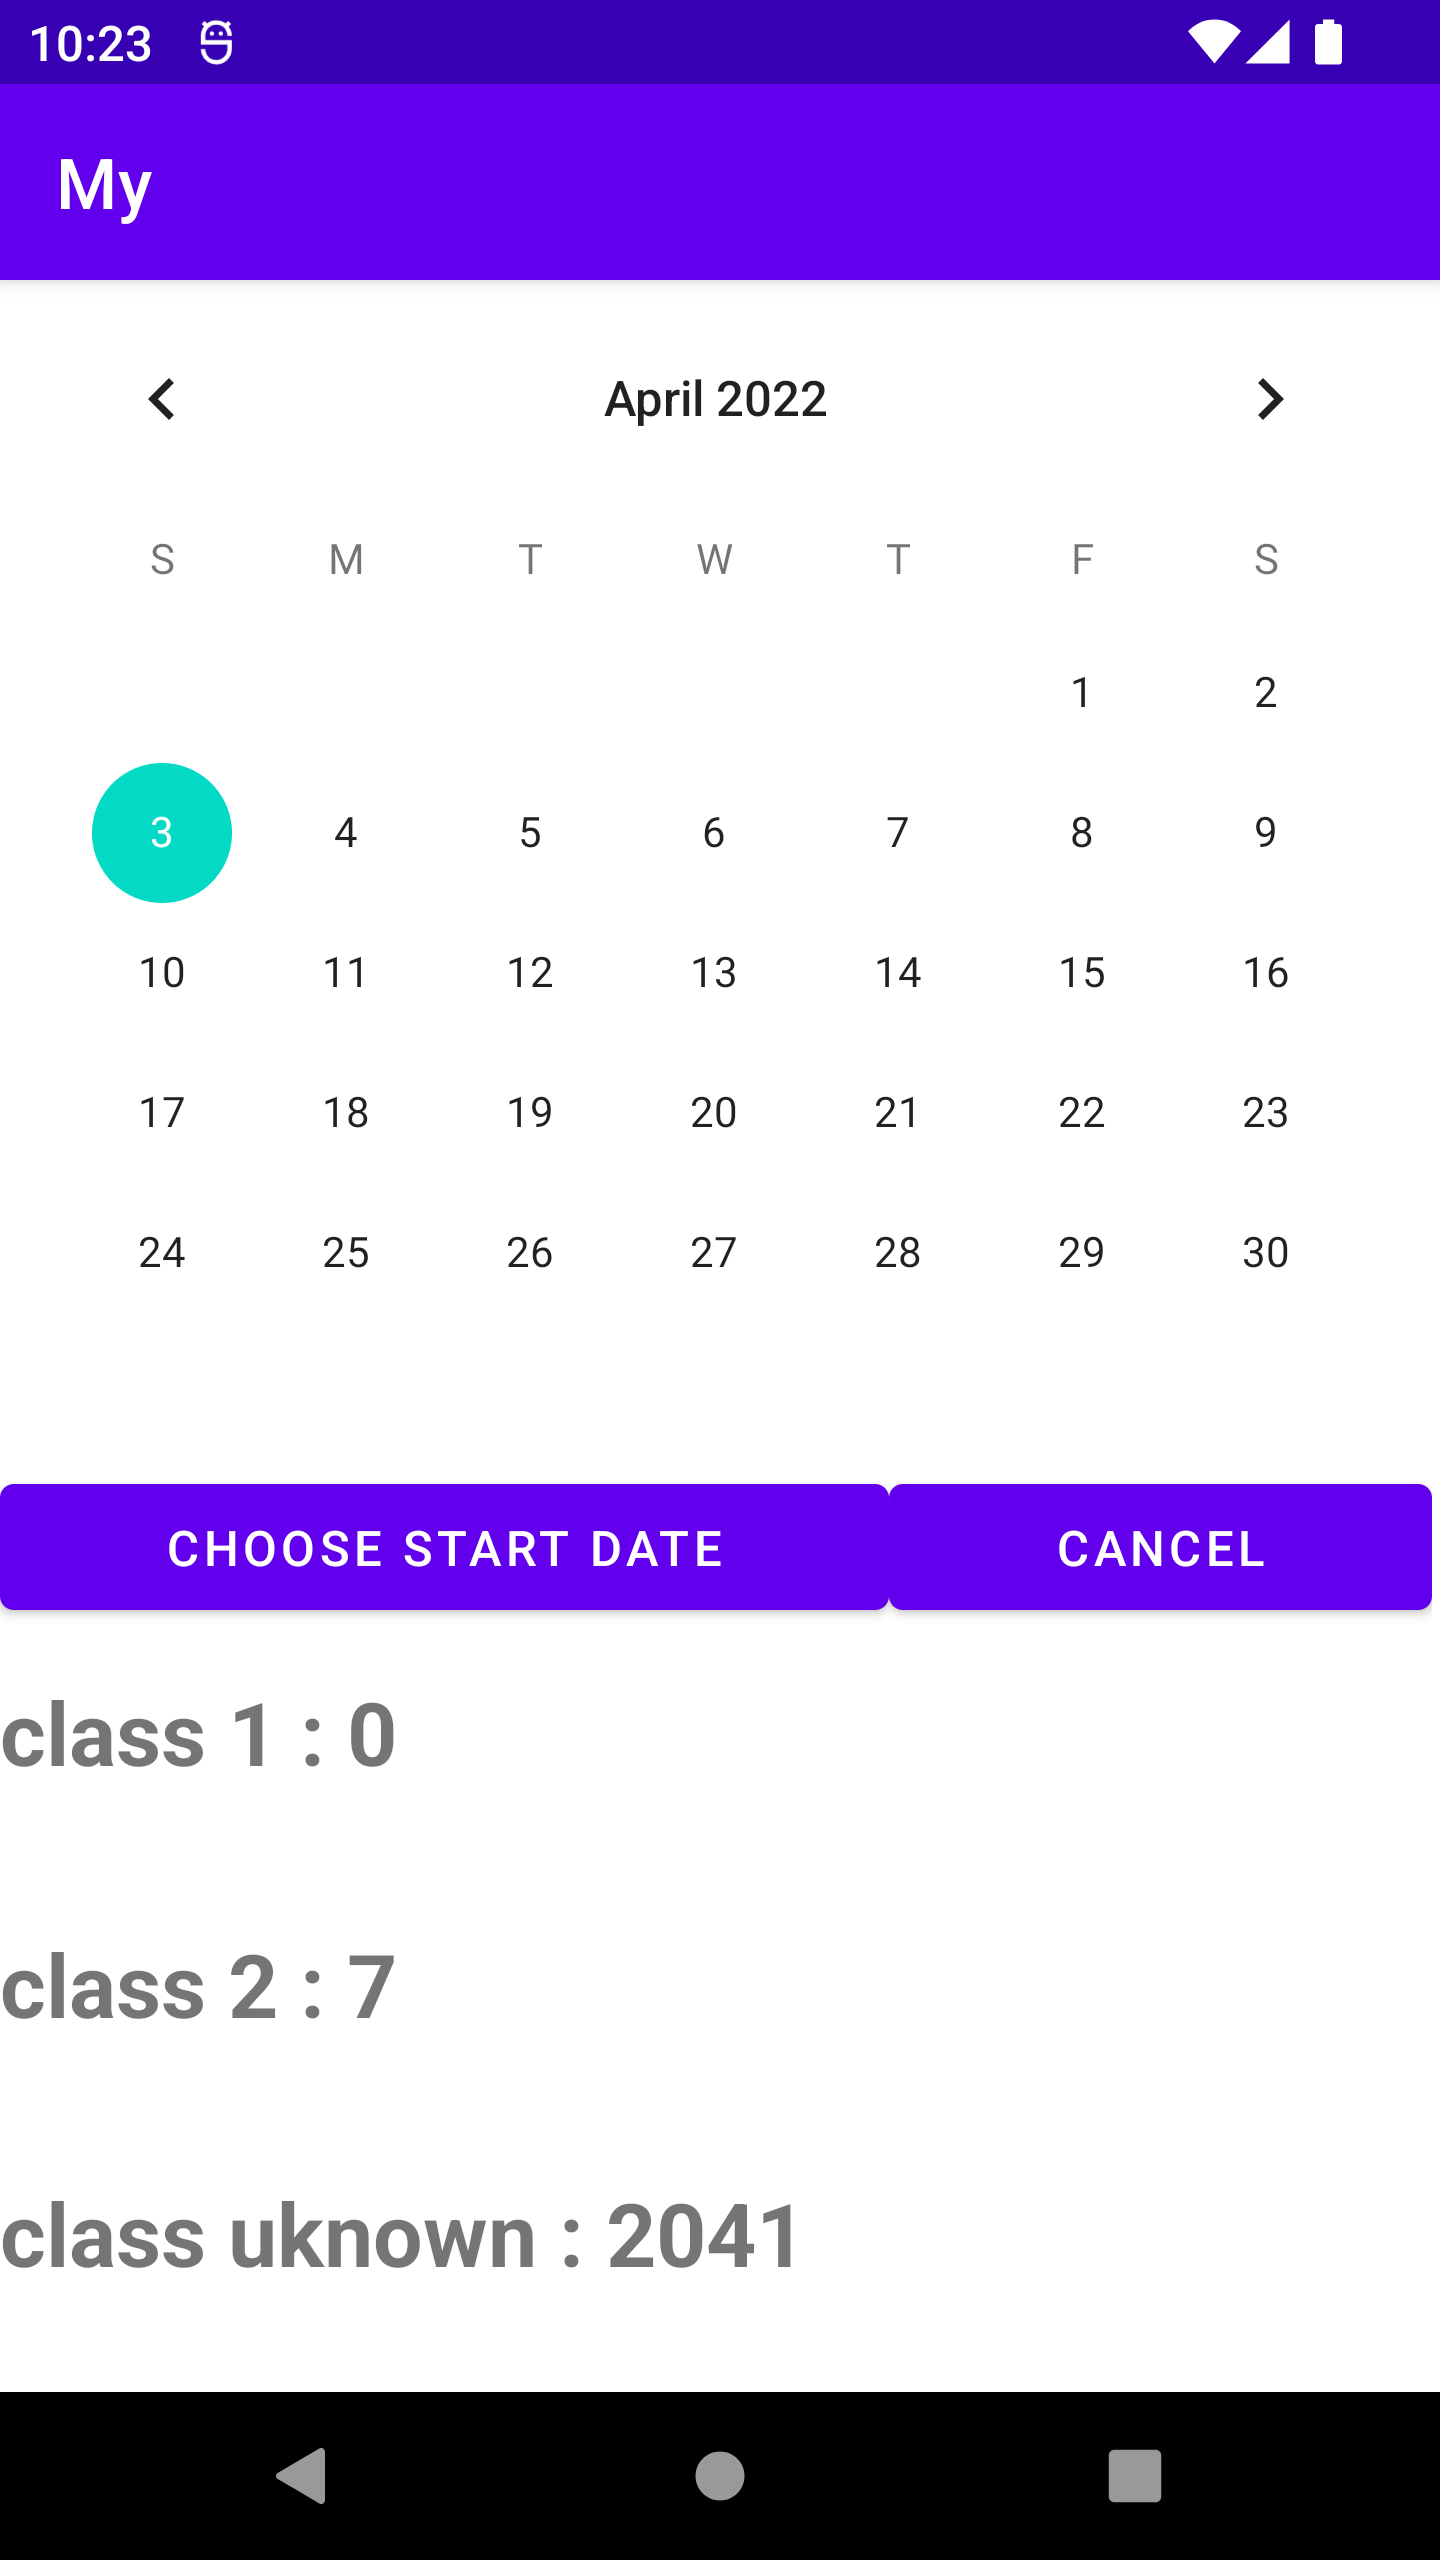 10:23
My
April 2022
S M T W T F S
1 2
3 4 5 6 7 8 9
10 11 12 13 14 15 16
17 18 19 20 21 22 23
24 25 26 27 28 29 30
CHOOSE START DATE CANCEL
class 1 : 0
class 2 : 7
class uknown : 2041